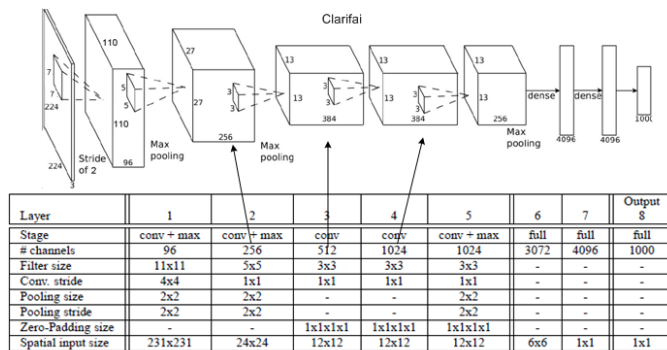 Clarifai
110
27
13
13
13
7
5
3
3
3
7
5
3
3
3
27
13
13
13
dense
dense
224
110
384
384
256
1000
256
Max
pooling
4096
4096
Max
pooling
Max
pooling
Stride
of 2
96
224
3
Layer 1 2 3 4 5 6 7 Output 8
Stage conv + max conv + max conv conv conv + max full full full
# channels 96 256 512 1024 1024 3072 4096 1000
Filter size 11x11 5x5 3x3 3x3 3x3 - - -
Conv. stride 4x4 1x1 1x1 1x1 1x1 - - -
Pooling size 2x2 2x2 - - 2x2 - - -
Pooling stride 2x2 2x2 - - 2x2 - - -
Zero-Padding size - - 1x1x1x1 1x1x1x1 1x1x1x1 - - -
Spatial input size 231x231 24x24 12x12 12x12 12x12 6x6 1x1 1x1